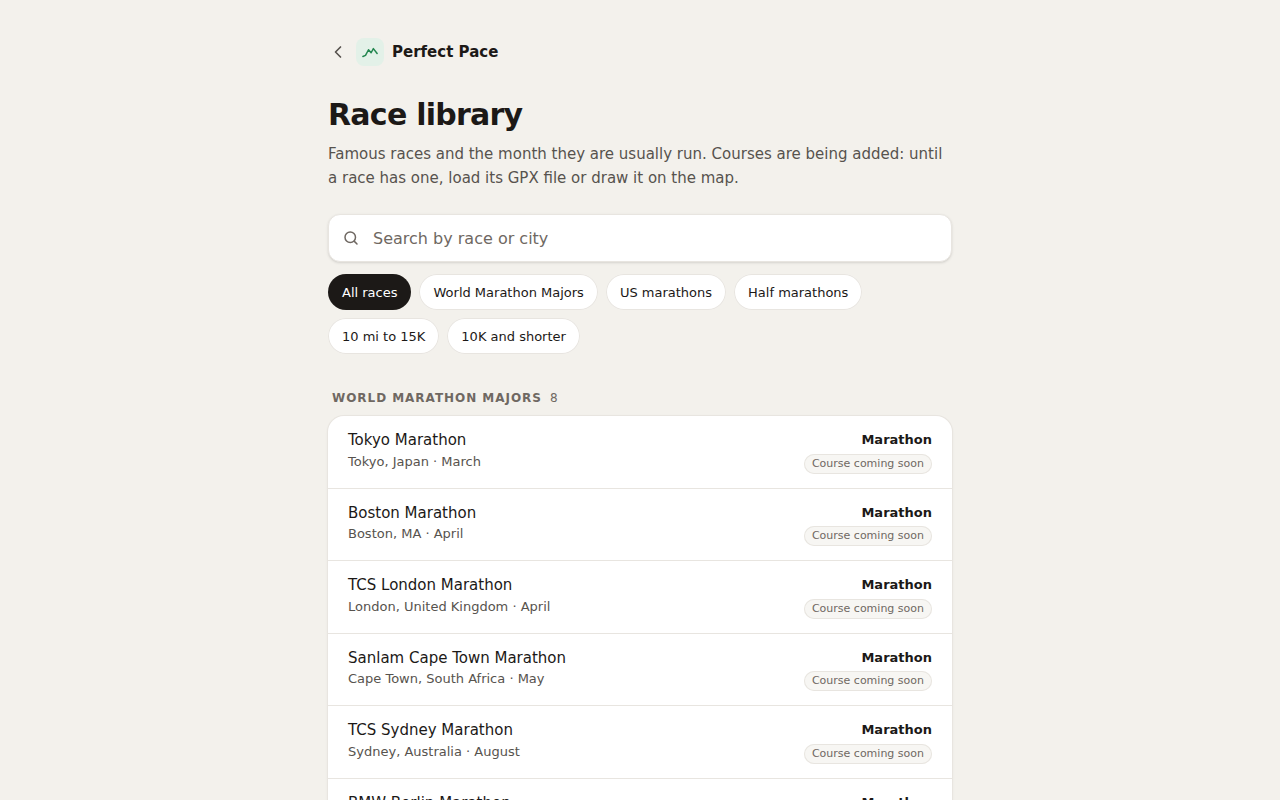 Perfect Pace
Race library
Famous races and the month they are usually run. Courses are being added: until
a race has one, load its GPX file or draw it on the map.
Search by race or city
All races
World Marathon Majors
US marathons
Half marathons
10 mi to 15K
10K and shorter
WORLD MARATHON MAJORS 8
Tokyo Marathon
Marathon
Tokyo, Japan · March
Course coming soon
Boston Marathon
Marathon
Boston, MA · April
Course coming soon
TCS London Marathon
Marathon
London, United Kingdom · April
Course coming soon
Sanlam Cape Town Marathon
Marathon
Cape Town, South Africa · May
Course coming soon
TCS Sydney Marathon
Marathon
Sydney, Australia · August
Course coming soon
BMW Berlin Marathon
Marathon